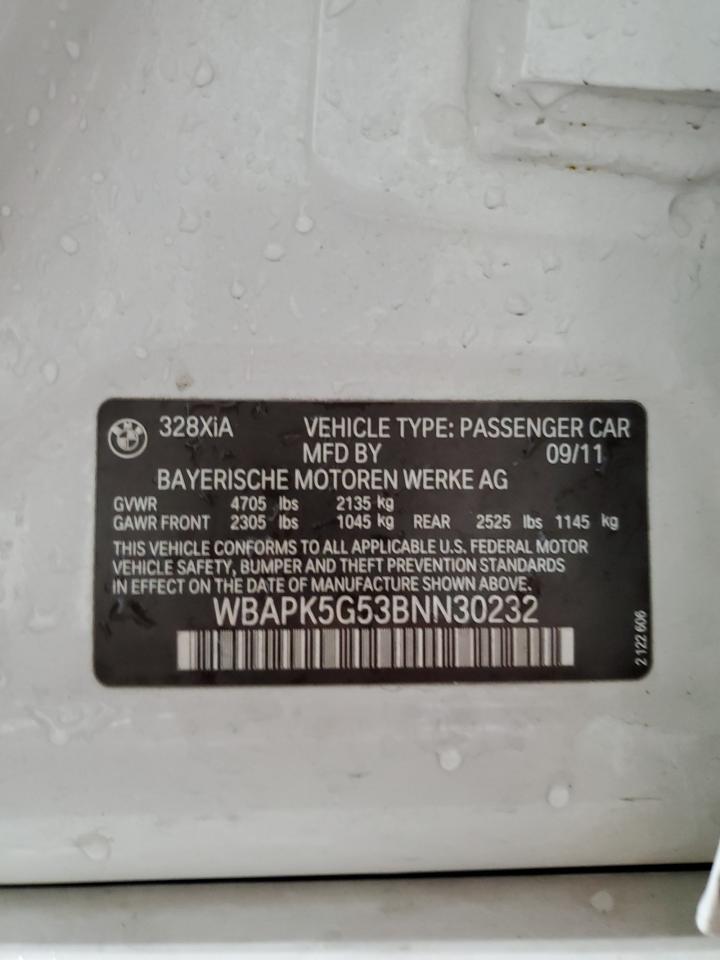 328XiA VEHICLE TYPE: PASSENGER CAR
MFD BY 09/11
BAYERISCHE MOTOREN WERKE AG
GVWR 4705 lbs 2135 kg
GAWR FRONT 2305 lbs 1045 kg REAR 2525 lbs 1145 kg
THIS VEHICLE CONFORMS TO ALL APPLICABLE U.S. FEDERAL MOTOR
VEHICLE SAFETY, BUMPER AND THEFT PREVENTION STANDARDS
IN EFFECT ON THE DATE OF MANUFACTURE SHOWN ABOVE.
WBAPK5G53BNN30232
2 122 606